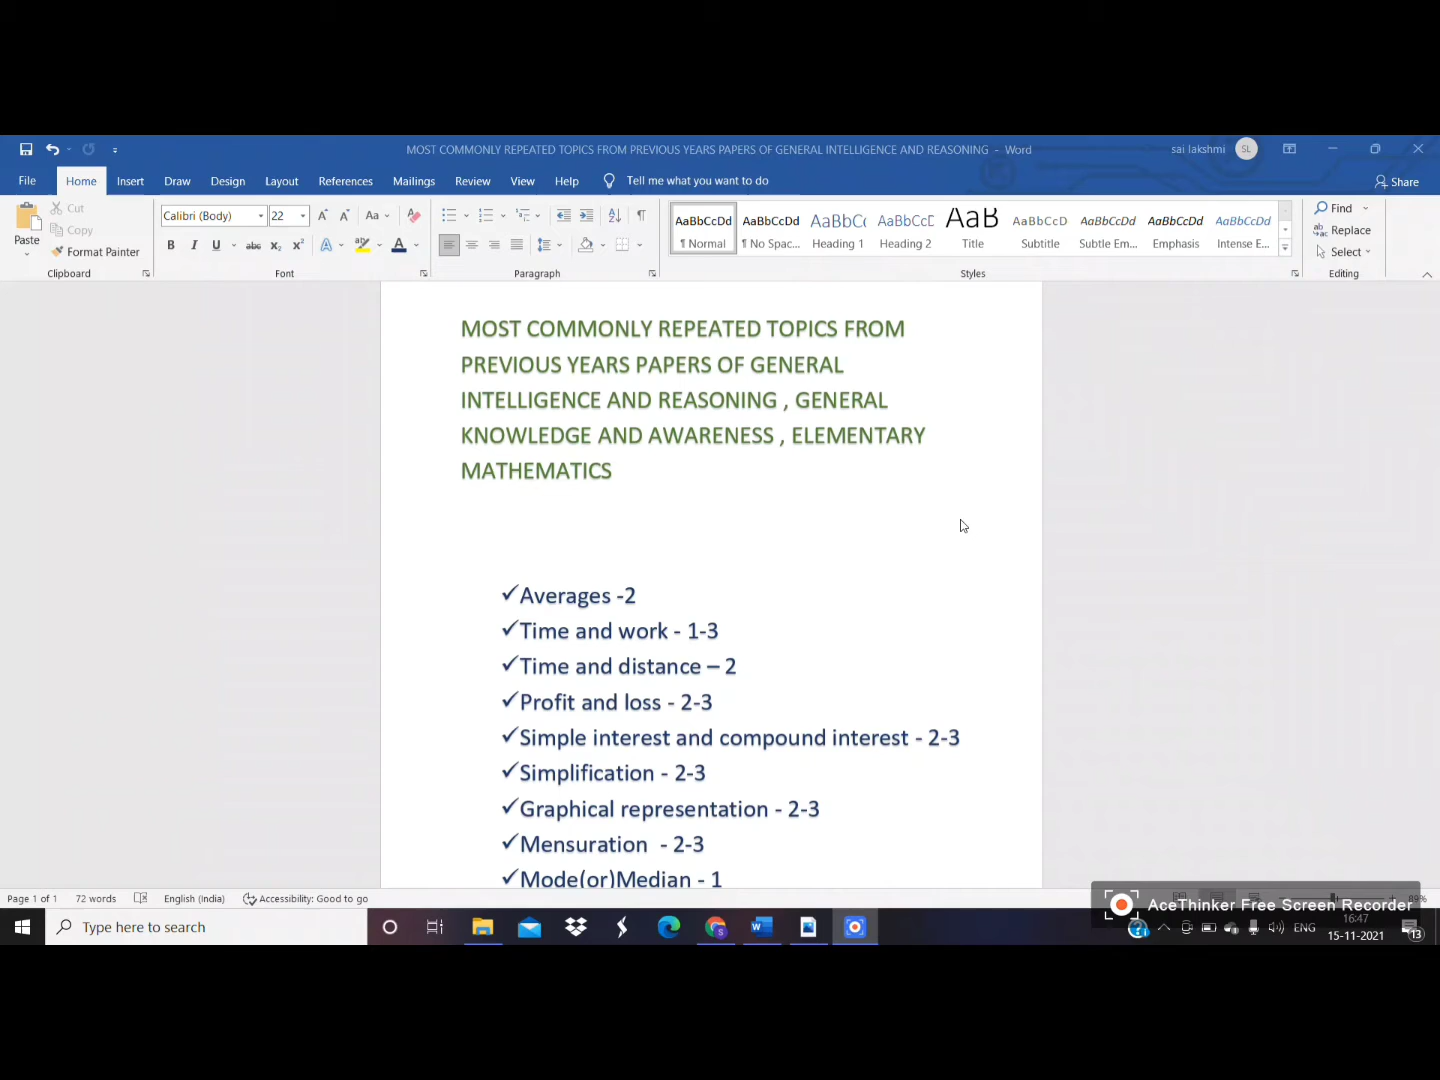 MOST COMMONLY REPEATED TOPICS FROM PREVIOUS YEARS PAPERS OF GENERAL INTELLIGENCE AND REASONING - Word
sai lakshmi SL
File Home Insert Draw Design Layout References Mailings Review View Help Tell me what you want to do Share
Paste
Cut
Copy
Format Painter
Clipboard
Calibri (Body) 22
Font
Paragraph
AaBbCcDd AaBbCcDd AaBbC( AaBbCcC AaB AaBbCcD AaBbCcDd AaBbCcDd AaBbCcDd
¶ Normal ¶ No Spac... Heading 1 Heading 2 Title Subtitle Subtle Em... Emphasis Intense E...
Styles
Find
Replace
Select
Editing
MOST COMMONLY REPEATED TOPICS FROM
PREVIOUS YEARS PAPERS OF GENERAL
INTELLIGENCE AND REASONING , GENERAL
KNOWLEDGE AND AWARENESS , ELEMENTARY
MATHEMATICS
✓Averages -2
✓Time and work - 1-3
✓Time and distance – 2
✓Profit and loss - 2-3
✓Simple interest and compound interest - 2-3
✓Simplification - 2-3
✓Graphical representation - 2-3
✓Mensuration - 2-3
✓Mode(or)Median - 1
Page 1 of 1 72 words English (India) Accessibility: Good to go
AceThinker Free Screen Recorder
Type here to search
ENG
16:47
15-11-2021
13